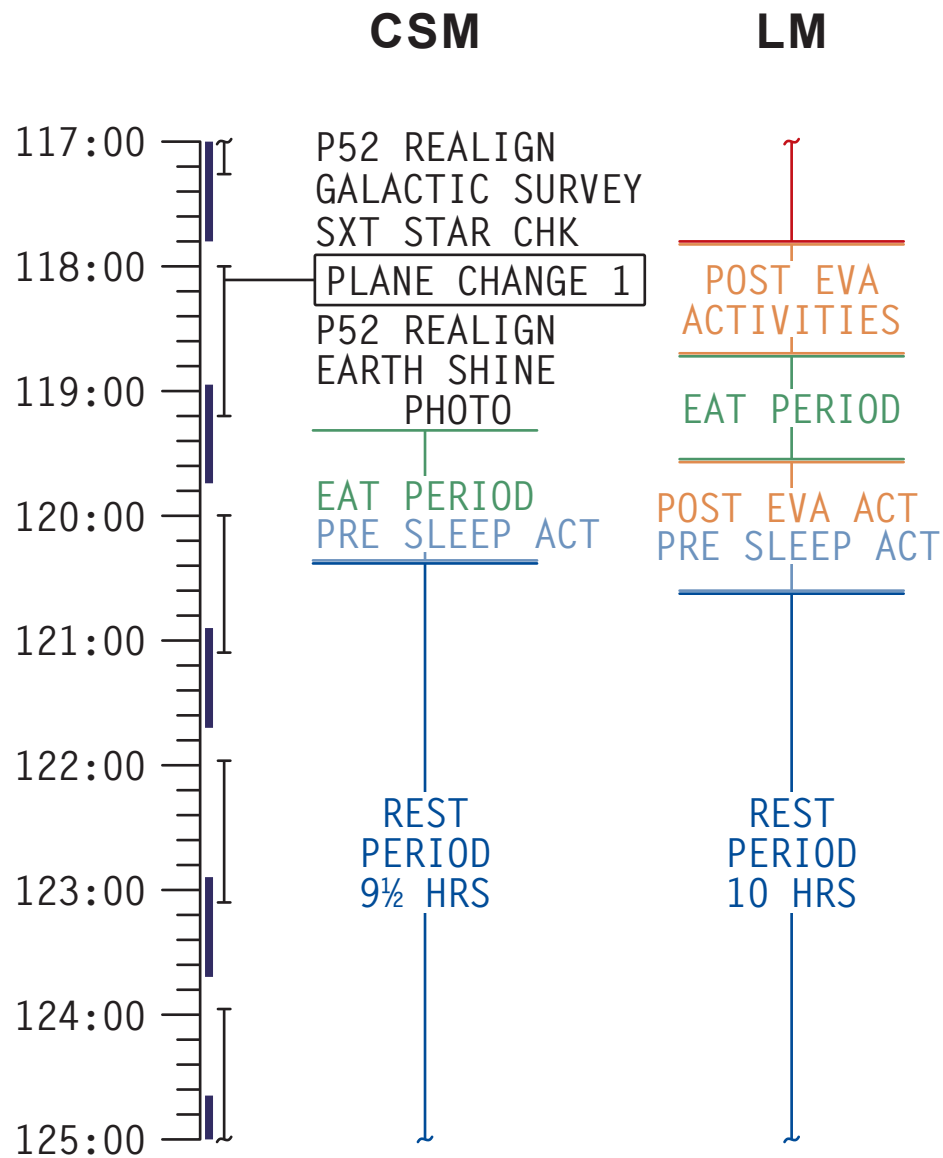 CSM
LM
117:00
118:00
119:00
120:00
121:00
122:00
123:00
124:00
125:00
P52 REALIGN
GALACTIC SURVEY
SXT STAR CHK
PLANE CHANGE 1
P52 REALIGN
EARTH SHINE
PHOTO
EAT PERIOD
PRE SLEEP ACT
REST
PERIOD
9½ HRS
POST EVA
ACTIVITIES
EAT PERIOD
POST EVA ACT
PRE SLEEP ACT
REST
PERIOD
10 HRS